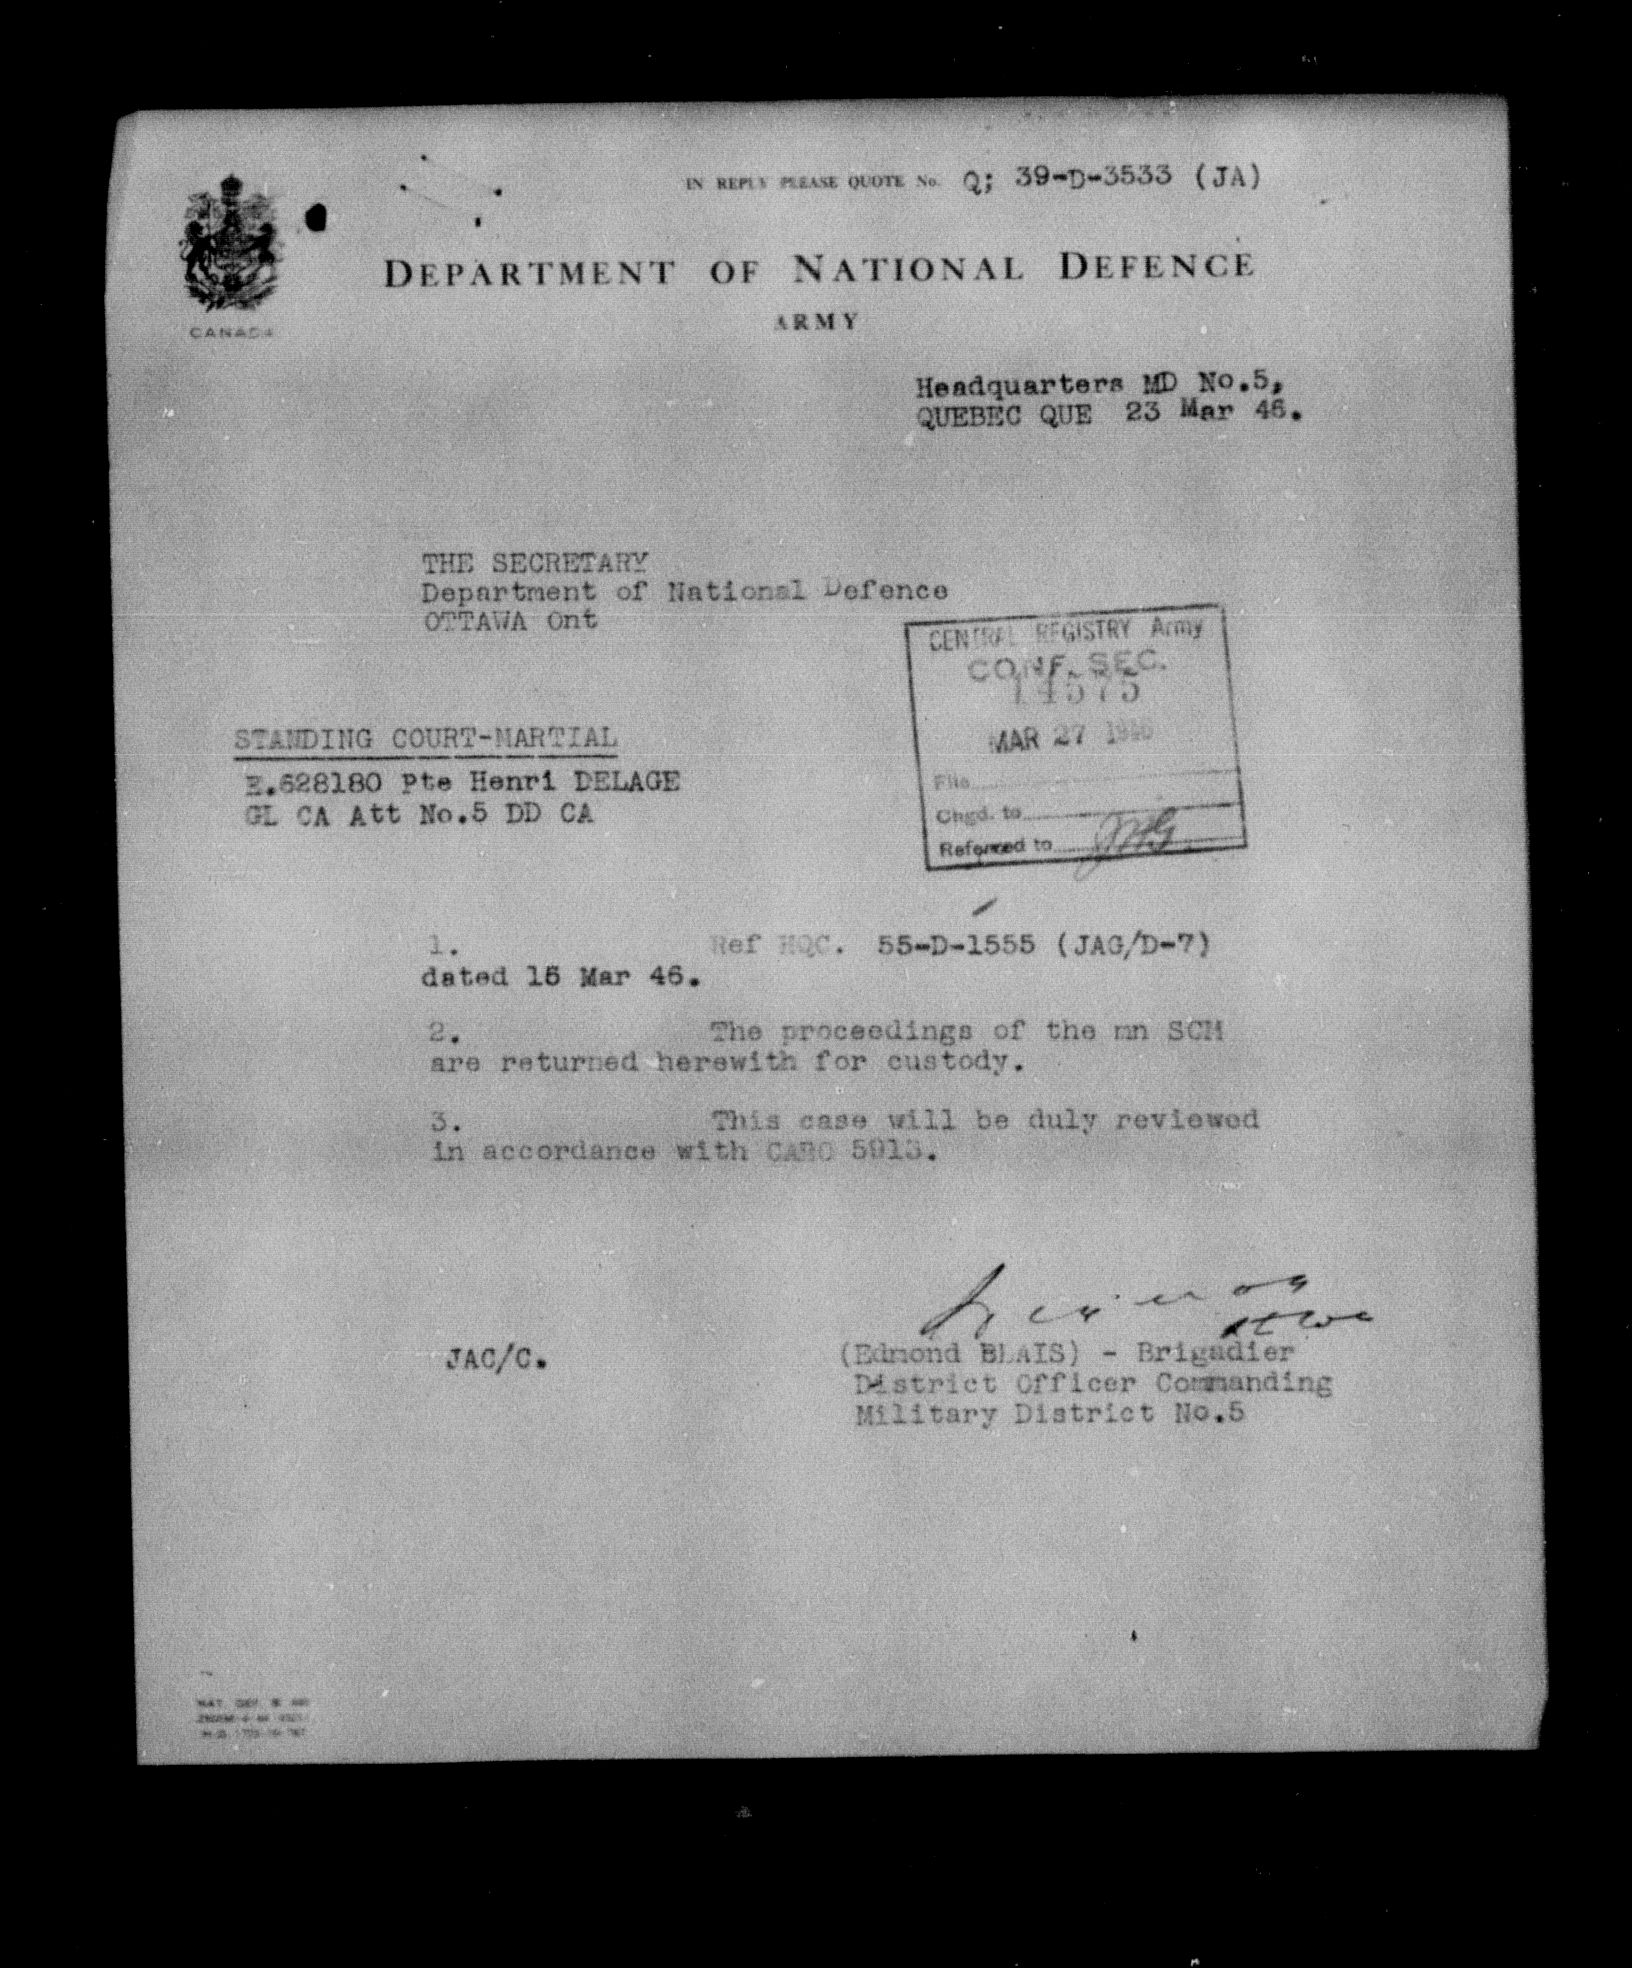 IN REPLY PLEASE QUOTE No. Q; 39-D-3533 (JA)
CANADA
DEPARTMENT OF NATIONAL DEFENCE
ARMY
Headquarters MD No.5,
QUEBEC QUE 23 Mar 46.
THE SECRETARY
Department of National Defence
OTTAWA Ont
CENTRAL REGISTRY Army
CONF. SEC.
14575
MAR 27 1946
File
Chgd. to
Referred to
STANDING COURT-MARTIAL
E.628180 Pte Henri DELAGE
GL CA Att No.5 DD CA
1. Ref HQC. 55-D-1555 (JAG/D-7)
dated 15 Mar 46.
2. The proceedings of the mn SCM
are returned herewith for custody.
3. This case will be duly reviewed
in accordance with CARO 5913.
JAC/C.
(Edmond BLAIS) - Brigadier
District Officer Commanding
Military District No.5